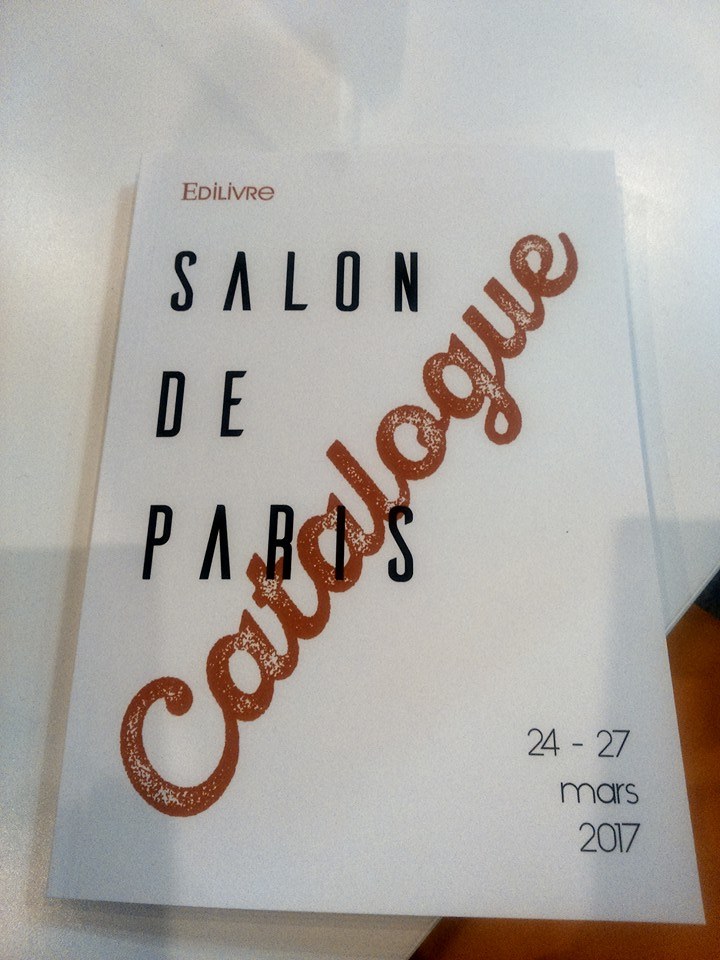 EDiLiVRe
SALON
DE
PARIS
Catalogue
24 - 27
mars
2017